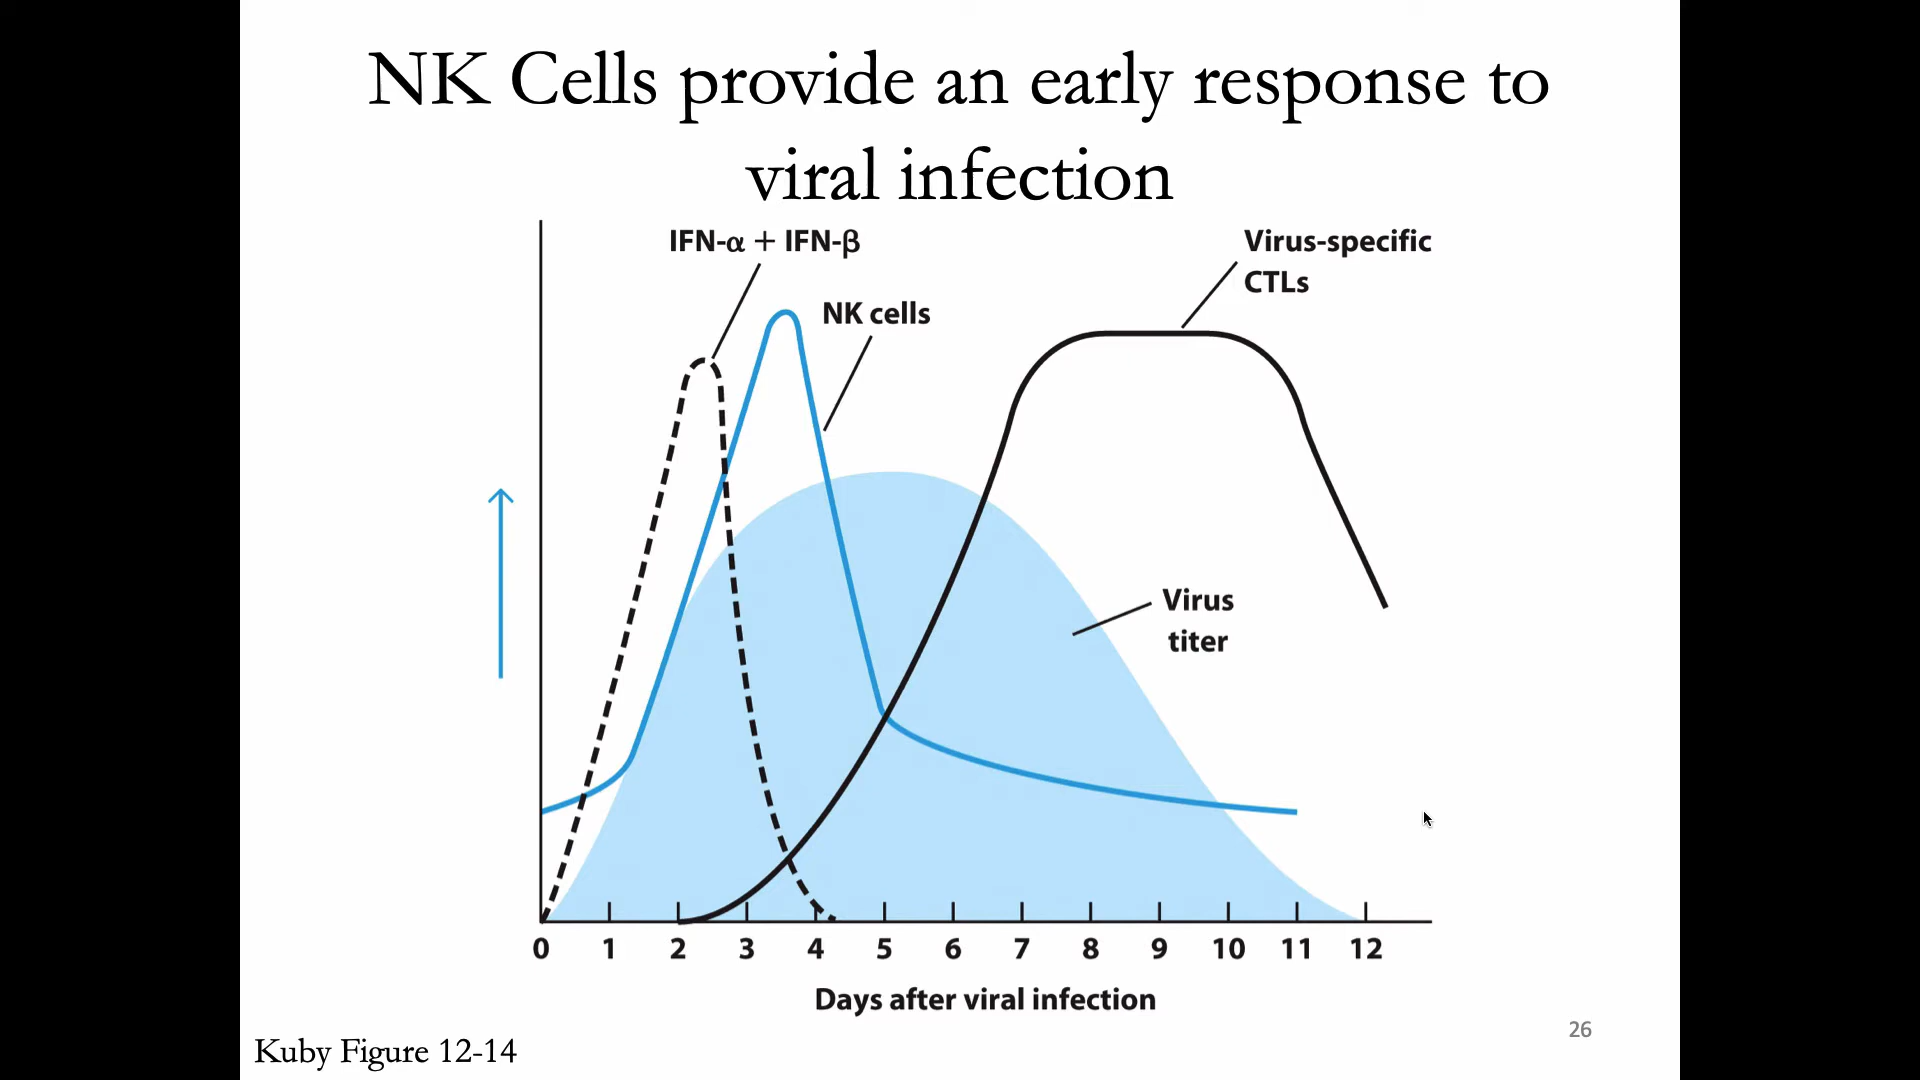 NK Cells provide an early response to
viral infection
IFN-α + IFN-β
Virus-specific
CTLs
NK cells
Virus
titer
0 1 2 3 4 5 6 7 8 9 10 11 12
Days after viral infection
26
Kuby Figure 12-14